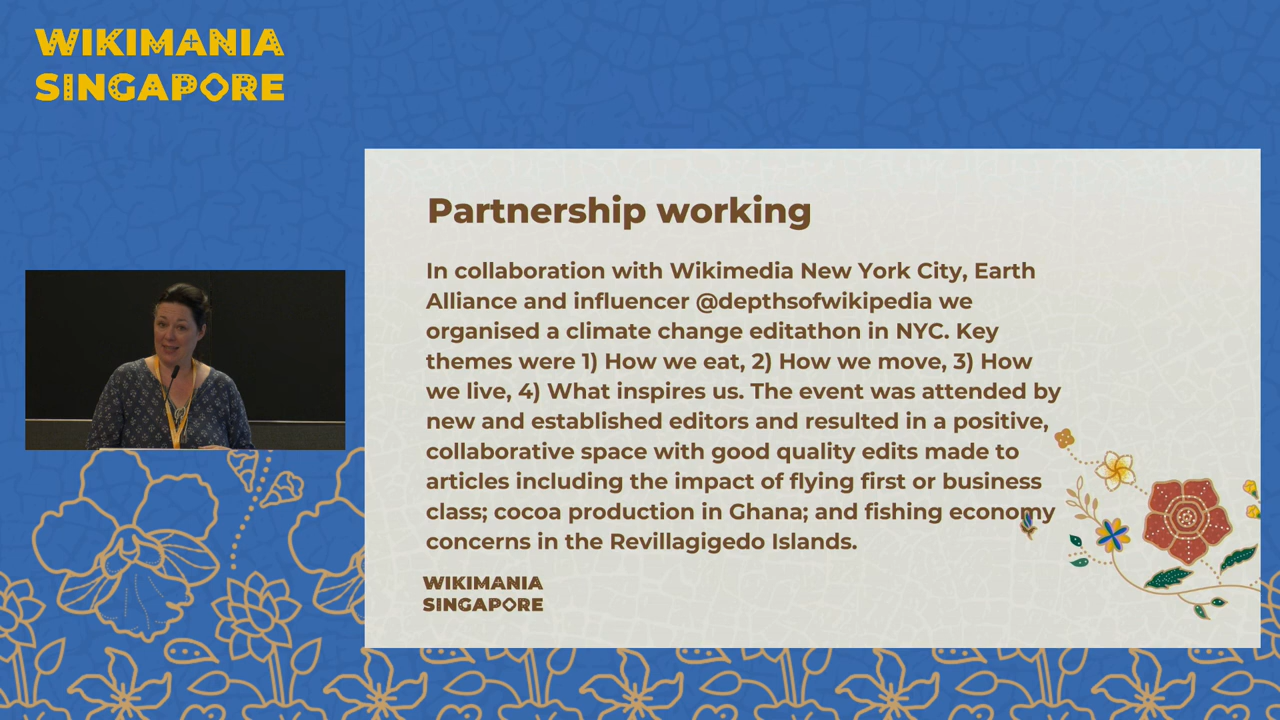 WIKIMANIA
SINGAPORE
Partnership working
In collaboration with Wikimedia New York City, Earth
Alliance and influencer @depthsofwikipedia we
organised a climate change editathon in NYC. Key
themes were 1) How we eat, 2) How we move, 3) How
we live, 4) What inspires us. The event was attended by
new and established editors and resulted in a positive,
collaborative space with good quality edits made to
articles including the impact of flying first or business
class; cocoa production in Ghana; and fishing economy
concerns in the Revillagigedo Islands.
WIKIMANIA
SINGAPORE